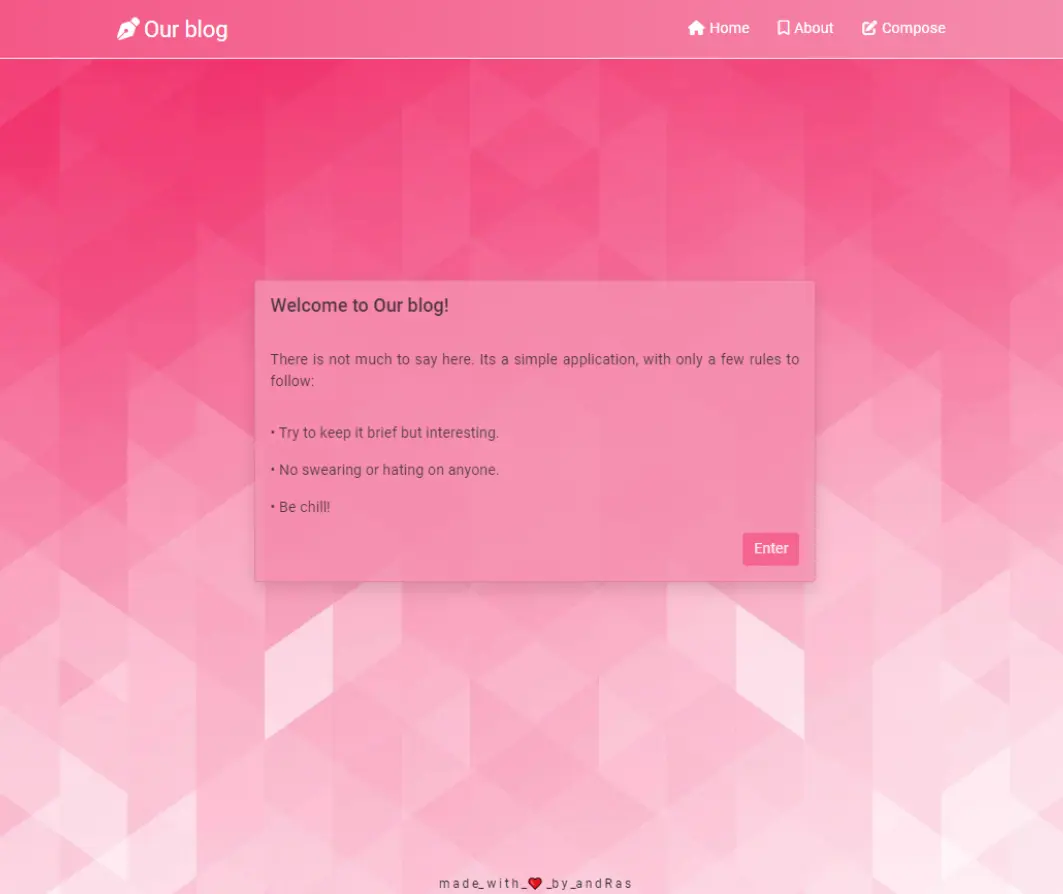 Our blog
Home About Compose
Welcome to Our blog!
There is not much to say here. Its a simple application, with only a few rules to
follow:
• Try to keep it brief but interesting.
• No swearing or hating on anyone.
• Be chill!
Enter
made_with_❤️_by_andRas